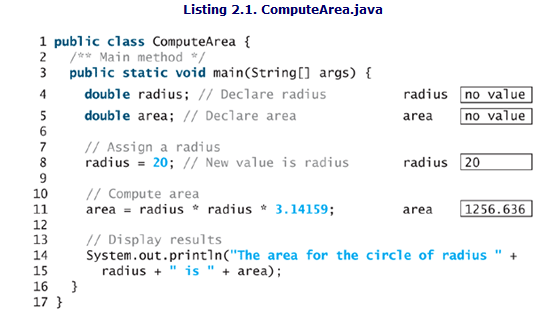 Listing 2.1. ComputeArea.java
1 public class ComputeArea {
2 /** Main method */
3 public static void main(String[] args) {
4 double radius; // Declare radius radius no value
5 double area; // Declare area area no value
6
7 // Assign a radius
8 radius = 20; // New value is radius radius 20
9
10 // Compute area
11 area = radius * radius * 3.14159; area 1256.636
12
13 // Display results
14 System.out.println("The area for the circle of radius " +
15 radius + " is " + area);
16 }
17 }